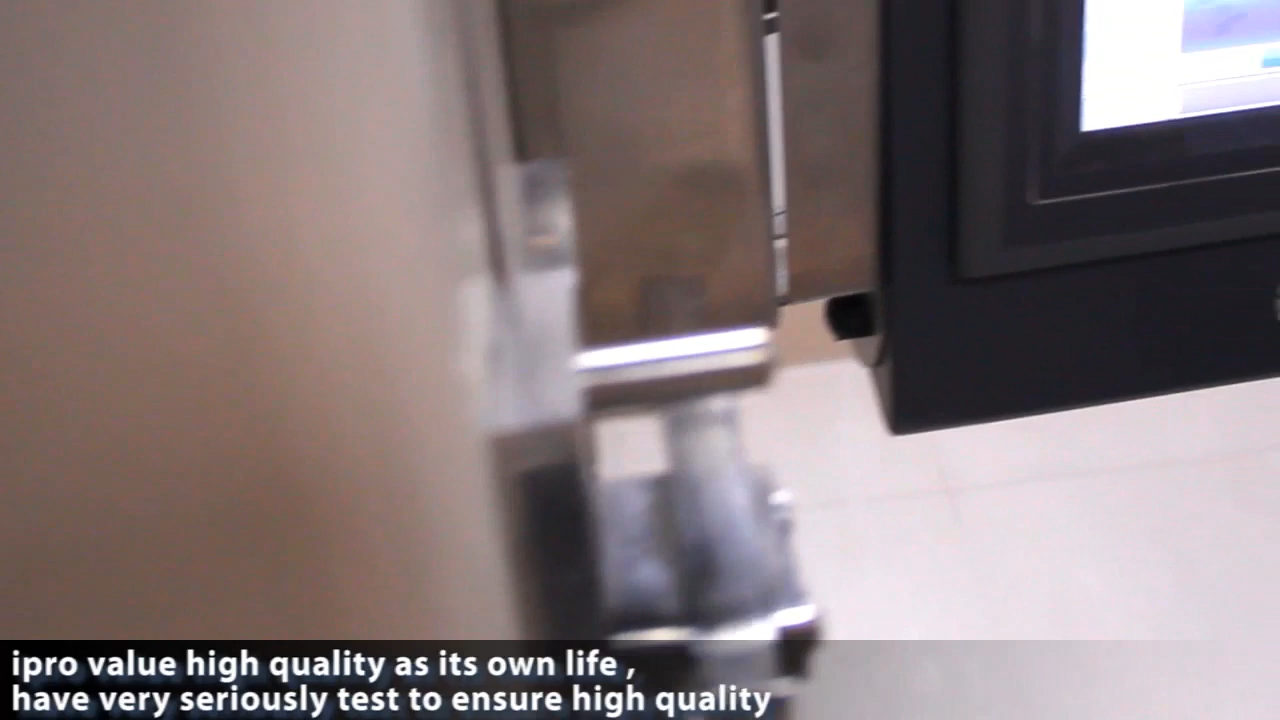 ipro value high quality as its own life ,
have very seriously test to ensure high quality